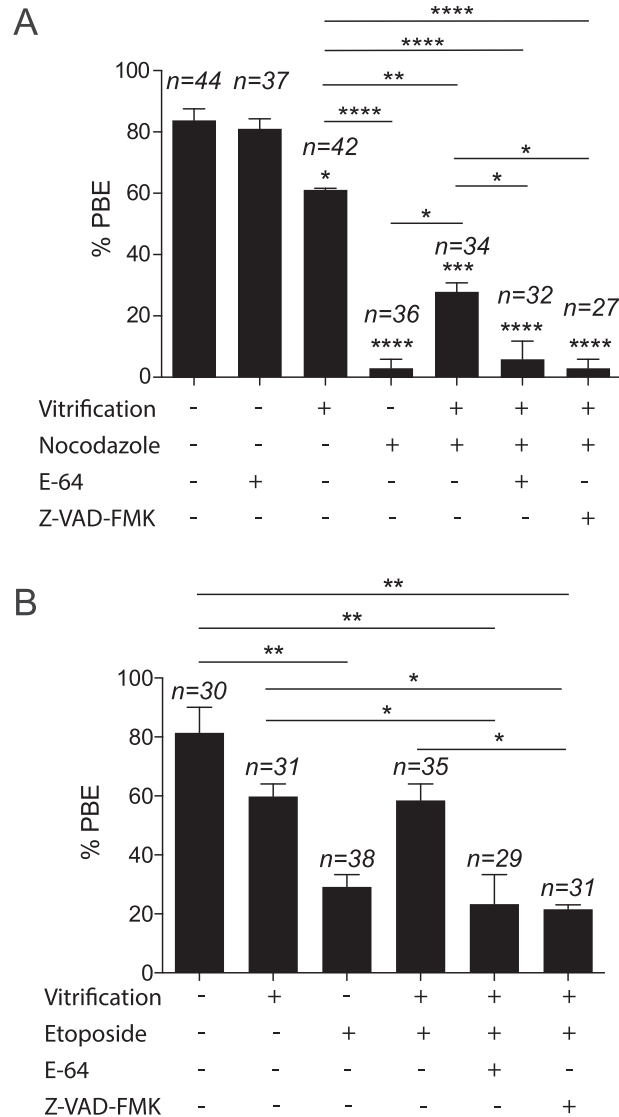 A
****
****
**
****
*
*
*
100
80
60
40
20
0
% PBE
n=44
n=37
n=42
*
n=36
****
n=34
***
n=32
****
n=27
****
Vitrification - - + - + + +
Nocodazole - - - + + + +
E-64 - + - - - + -
Z-VAD-FMK - - - - - - +
B
**
**
**
*
*
*
100
80
60
40
20
0
% PBE
n=30
n=31
n=38
n=35
n=29
n=31
Vitrification - + - + + +
Etoposide - - + + + +
E-64 - - - - + -
Z-VAD-FMK - - - - - +